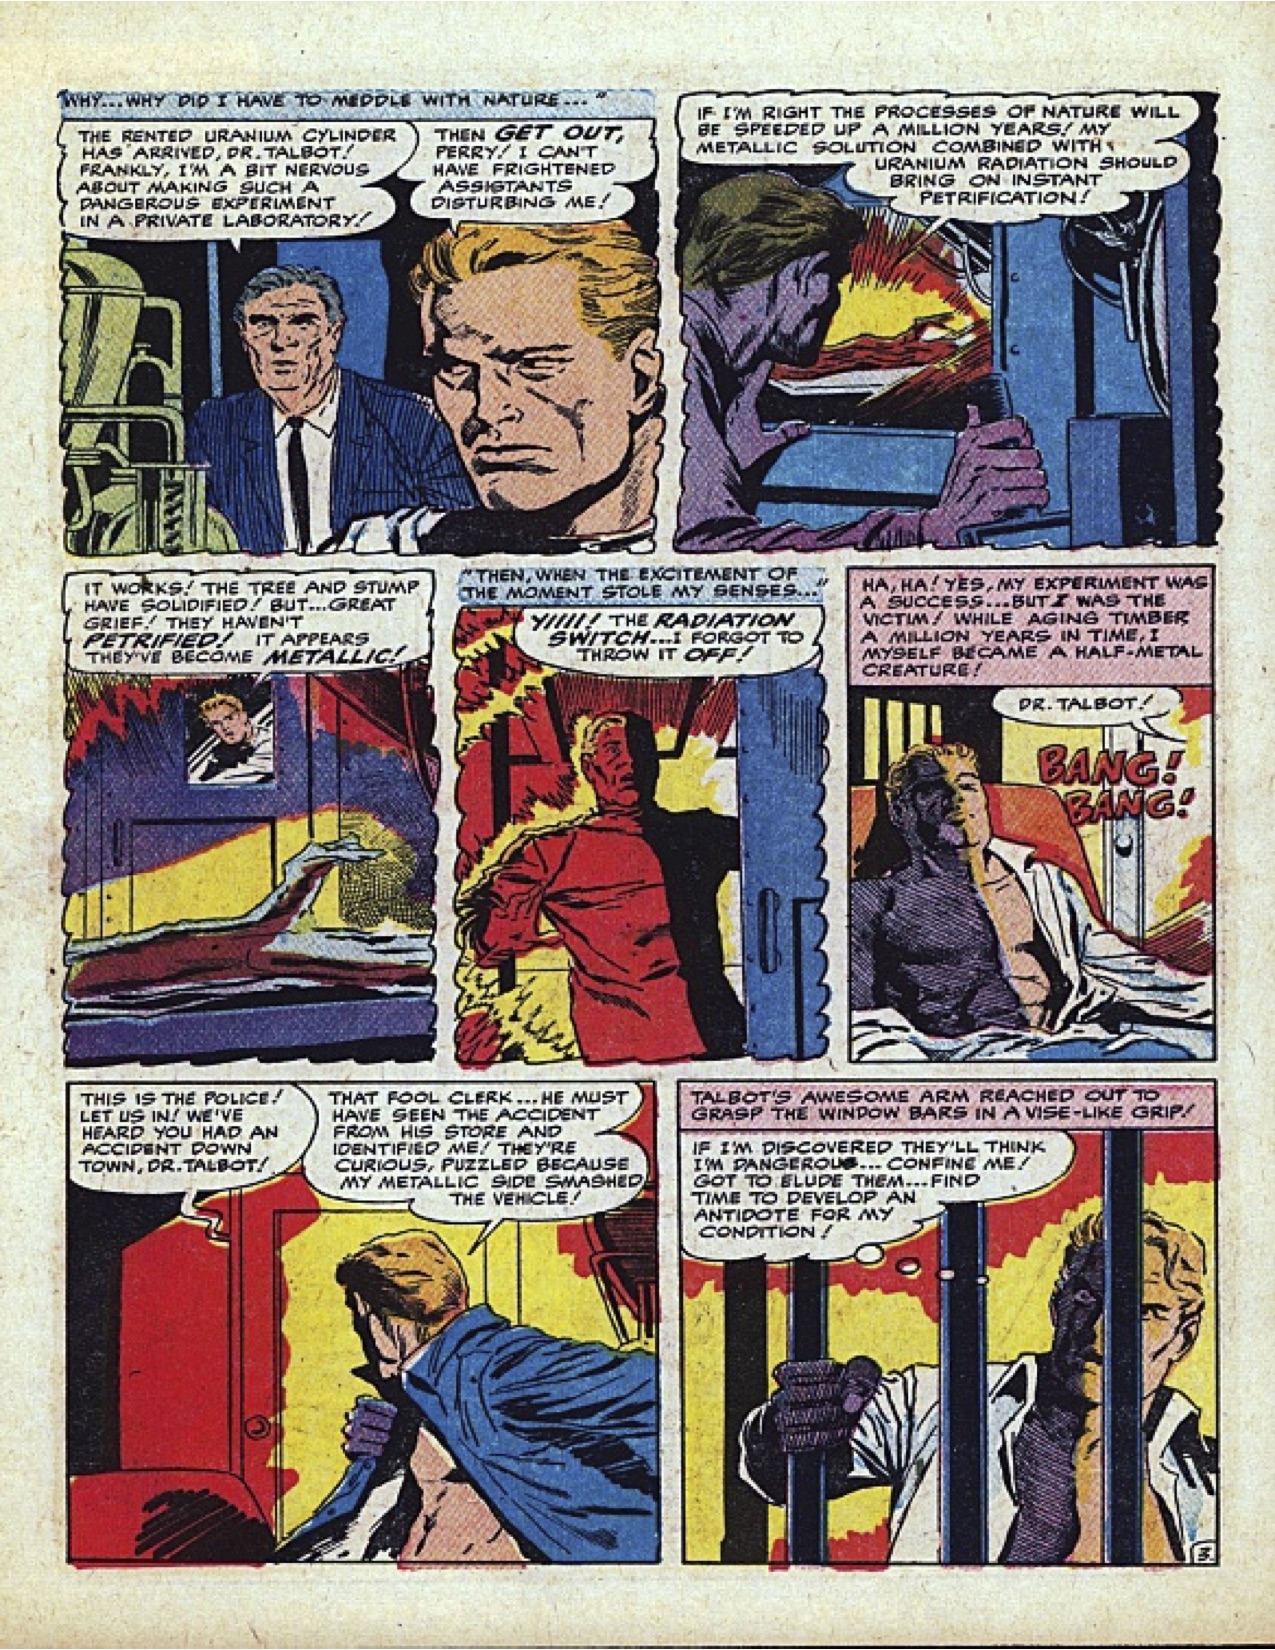 WHY...WHY DID I HAVE TO MEDDLE WITH NATURE..."
THE RENTED URANIUM CYLINDER
HAS ARRIVED, DR. TALBOT!
FRANKLY, I'M A BIT NERVOUS
ABOUT MAKING SUCH A
DANGEROUS EXPERIMENT
IN A PRIVATE LABORATORY!
THEN GET OUT,
PERRY! I CAN'T
HAVE FRIGHTENED
ASSISTANTS
DISTURBING ME!
IF I'M RIGHT THE PROCESSES OF NATURE WILL
BE SPEEDED UP A MILLION YEARS! MY
METALLIC SOLUTION COMBINED WITH
URANIUM RADIATION SHOULD
BRING ON INSTANT
PETRIFICATION!
IT WORKS! THE TREE AND STUMP
HAVE SOLIDIFIED! BUT...GREAT
GRIEF! THEY HAVEN'T
PETRIFIED! IT APPEARS
THEY'VE BECOME METALLIC!
"THEN, WHEN THE EXCITEMENT OF
THE MOMENT STOLE MY SENSES..."
YIIII! THE RADIATION
SWITCH...I FORGOT TO
THROW IT OFF!
HA, HA! YES, MY EXPERIMENT WAS
A SUCCESS...BUT I WAS THE
VICTIM! WHILE AGING TIMBER
A MILLION YEARS IN TIME, I
MYSELF BECAME A HALF-METAL
CREATURE!
DR. TALBOT!
BANG!
BANG!
THIS IS THE POLICE!
LET US IN! WE'VE
HEARD YOU HAD AN
ACCIDENT DOWN
TOWN, DR. TALBOT!
THAT FOOL CLERK...HE MUST
HAVE SEEN THE ACCIDENT
FROM HIS STORE AND
IDENTIFIED ME! THEY'RE
CURIOUS, PUZZLED BECAUSE
MY METALLIC SIDE SMASHED
THE VEHICLE!
TALBOT'S AWESOME ARM REACHED OUT TO
GRASP THE WINDOW BARS IN A VISE-LIKE GRIP!
IF I'M DISCOVERED THEY'LL THINK
I'M DANGEROUS... CONFINE ME!
GOT TO ELUDE THEM...FIND
TIME TO DEVELOP AN
ANTIDOTE FOR MY
CONDITION!
3